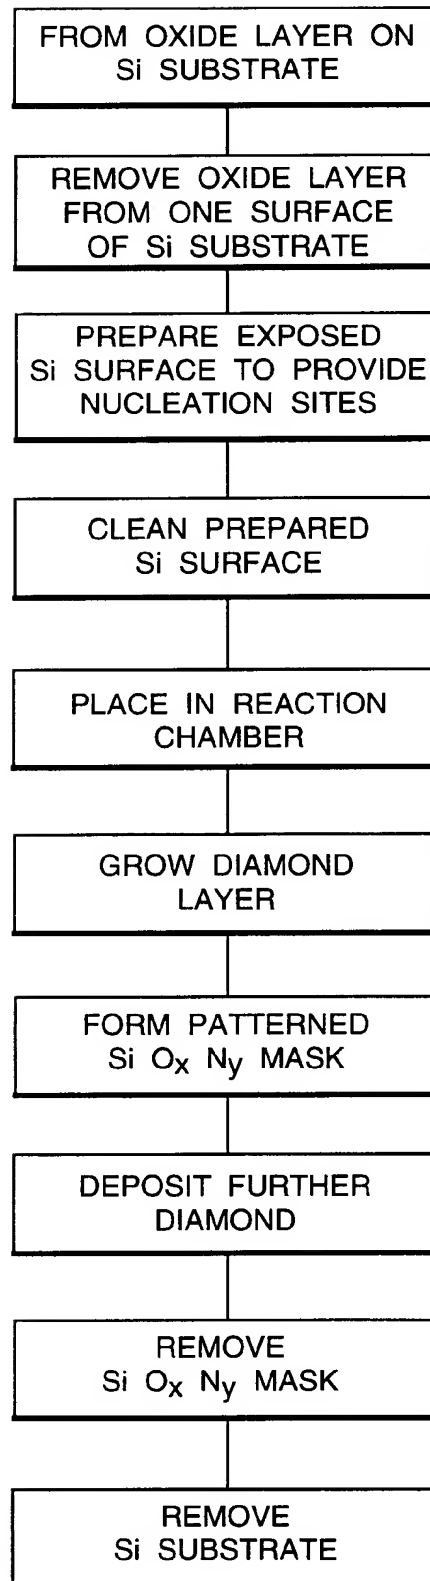 FROM OXIDE LAYER ON
Si SUBSTRATE
REMOVE OXIDE LAYER
FROM ONE SURFACE
OF Si SUBSTRATE
PREPARE EXPOSED
Si SURFACE TO PROVIDE
NUCLEATION SITES
CLEAN PREPARED
Si SURFACE
PLACE IN REACTION
CHAMBER
GROW DIAMOND
LAYER
FORM PATTERNED
Si Ox Ny MASK
DEPOSIT FURTHER
DIAMOND
REMOVE
Si Ox Ny MASK
REMOVE
Si SUBSTRATE